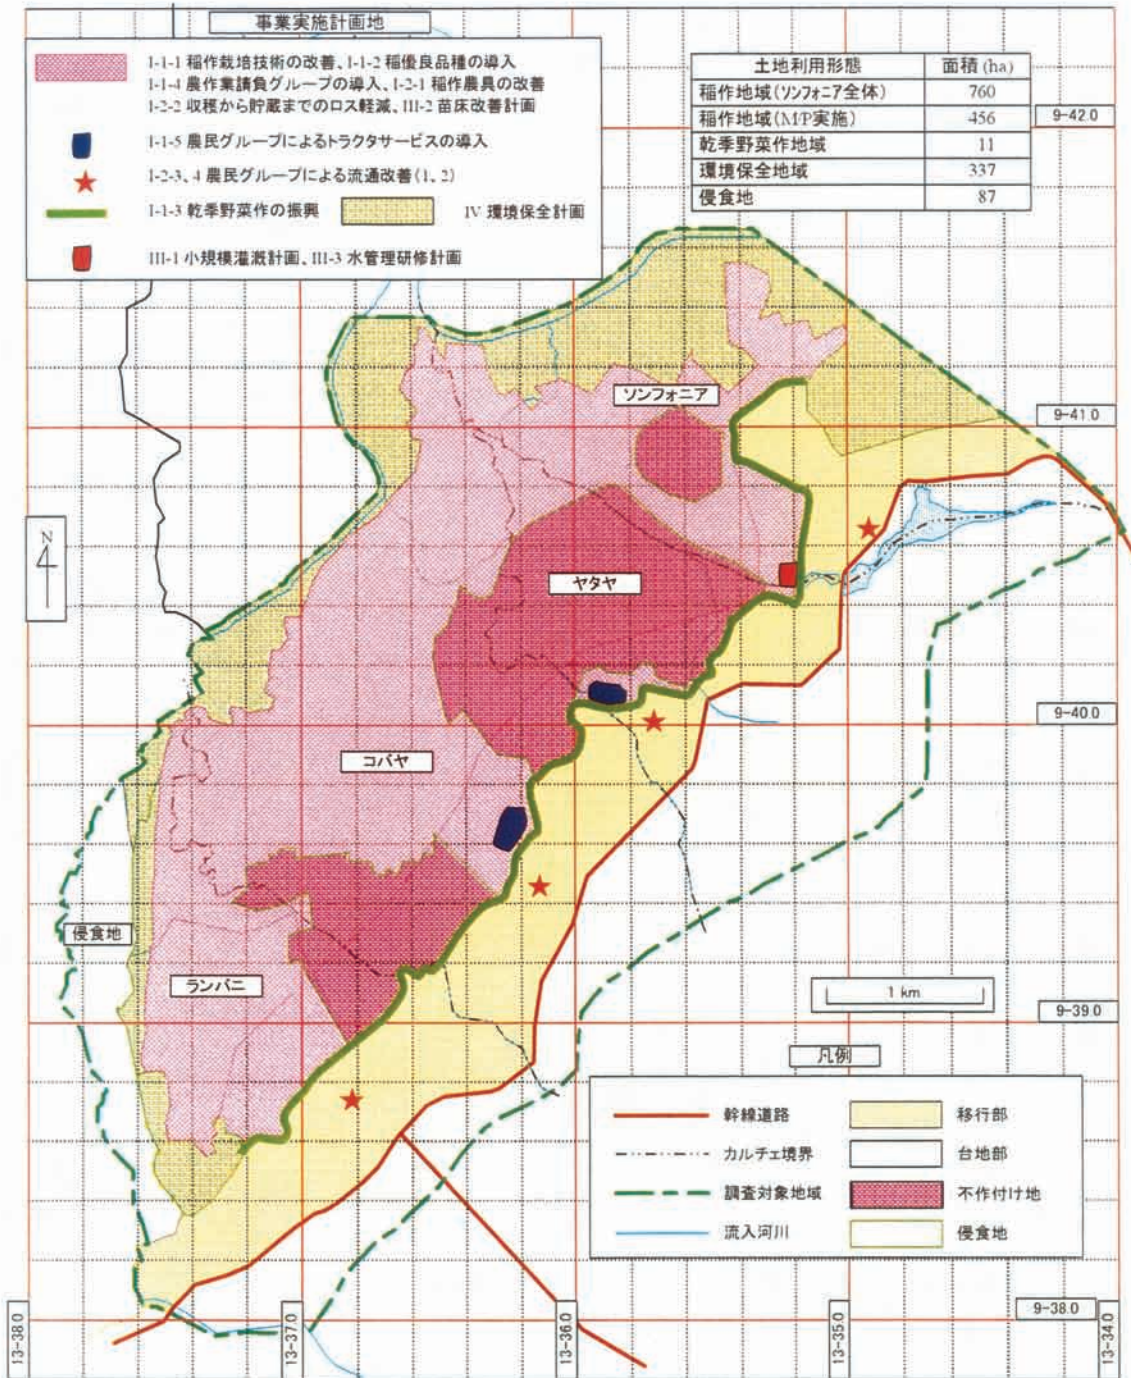 事業実施計画地
I-1-1 稲作栽培技術の改善、I-1-2 稲優良品種の導入
I-1-4 農作業請負グループの導入、I-2-1 稲作農具の改善
I-2-2 収穫から貯蔵までのロス軽減、III-2 苗床改善計画
I-1-5 農民グループによるトラクタサービスの導入
I-2-3、4 農民グループによる流通改善(1、2)
I-1-3 乾季野菜作の振興 IV 環境保全計画
III-1 小規模灌漑計画、III-3 水管理研修計画
土地利用形態 面積 (ha)
稲作地域(ソンフォニア全体) 760
稲作地域(M/P実施) 456
乾季野菜作地域 11
環境保全地域 337
侵食地 87
9-42.0
ソンフォニア
9-41.0
N
ヤタヤ
9-40.0
コバヤ
侵食地
ランバニ
1 km
9-39.0
凡例
幹線道路 移行部
カルチェ境界 台地部
調査対象地域 不作付け地
流入河川 侵食地
9-38.0
13-38.0
13-37.0
13-36.0
13-35.0
13-34.0